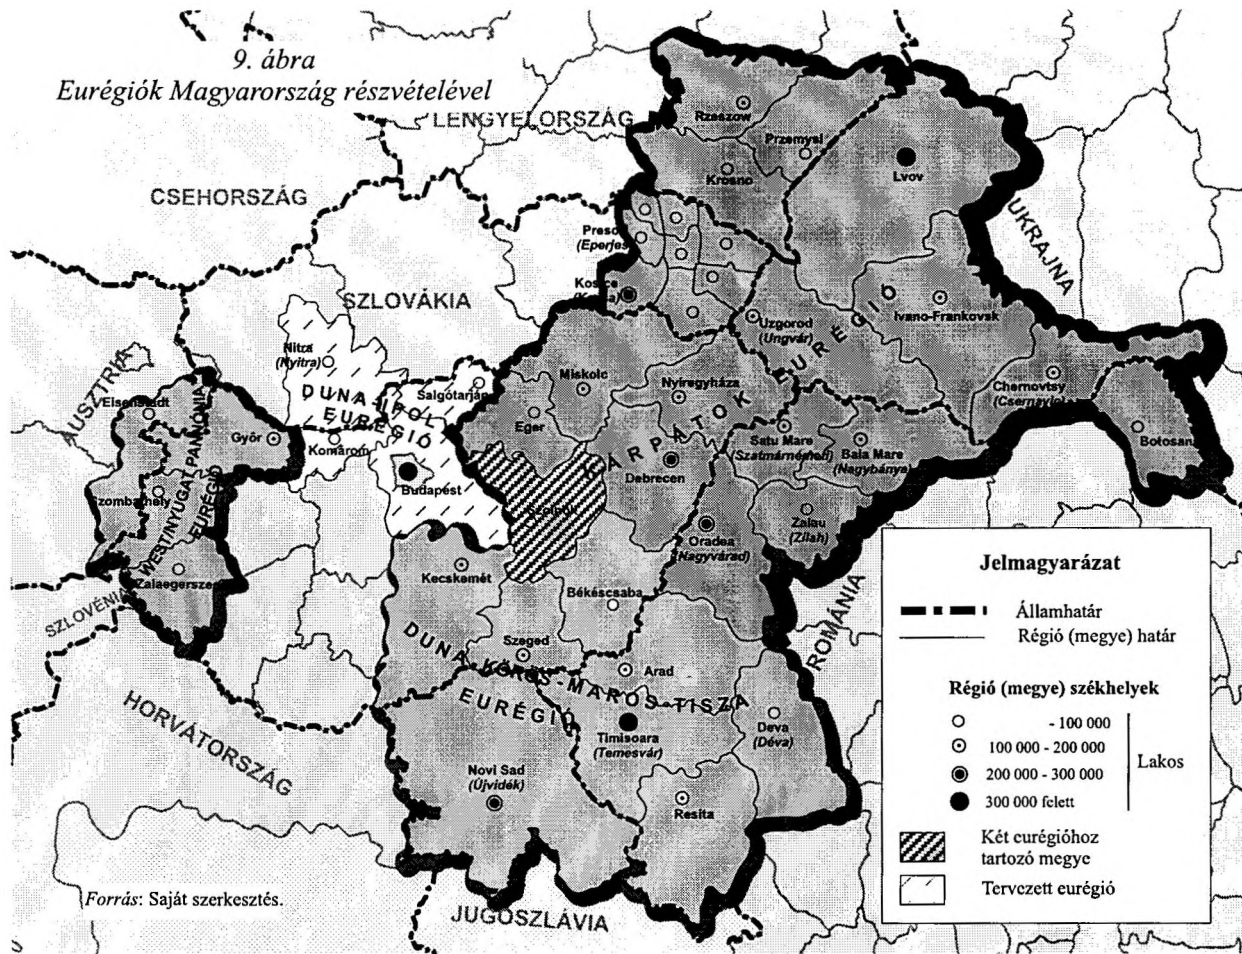 9. ábra
Eurégiók Magyarország részvételével
LENGYELORSZÁG
CSEHORSZÁG
SZLOVÁKIA
UKRAJNA
AUSZTRIA
SZLOVÉNIA
HORVÁTORSZÁG
JUGOSZLÁVIA
ROMÁNIA
Rzeszow
Przemysl
Krosno
Lvov
Presov
(Eperjes)
Kosice
(Kassa)
Uzgorod
(Ungvár)
Ivano-Frankovsk
Chernovtsy
Botosani
KÁRPÁTOK EURÉGIÓ
Nitra
(Nyitra)
DUNA-IPOLY
EURÉGIÓ
Salgótarján
Komárom
Budapest
Eisenstadt
Győr
Szombathely
Zalaegerszeg
WEST/NYUGAT PANNÓNIA
EURÉGIÓ
Miskolc
Eger
Nyíregyháza
Debrecen
Satu Mare
(Szatmárnémeti)
Baia Mare
(Nagybánya)
Zalau
(Zilah)
Oradea
(Nagyvárad)
Kecskemét
Békéscsaba
Szeged
Arad
DUNA-KÖRÖS-MAROS-TISZA
EURÉGIÓ
Timisoara
(Temesvár)
Deva
(Déva)
Novi Sad
(Újvidék)
Resita
Jelmagyarázat
Államhatár
Régió (megye) határ
Régió (megye) székhelyek
- 100 000
100 000 - 200 000
200 000 - 300 000
300 000 felett
Lakos
Két eurégióhoz
tartozó megye
Tervezett eurégió
Forrás: Saját szerkesztés.